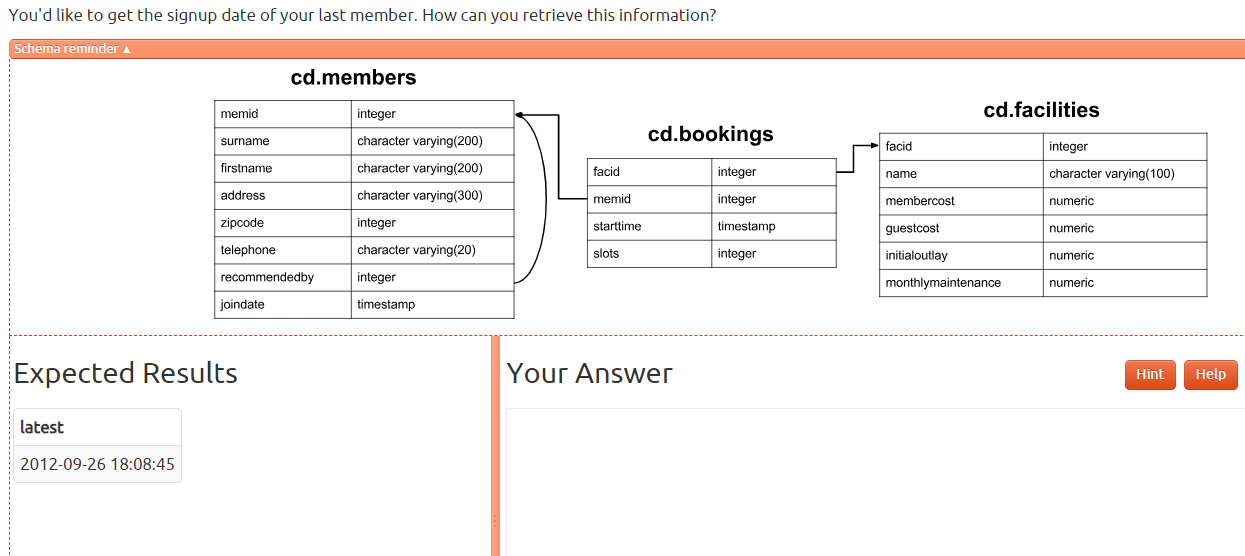 You'd like to get the signup date of your last member. How can you retrieve this information?
Schema reminder ▲
cd.members
memid integer
surname character varying(200)
firstname character varying(200)
address character varying(300)
zipcode integer
telephone character varying(20)
recommendedby integer
joindate timestamp
cd.bookings
facid integer
memid integer
starttime timestamp
slots integer
cd.facilities
facid integer
name character varying(100)
membercost numeric
guestcost numeric
initialoutlay numeric
monthlymaintenance numeric
Expected Results
latest
2012-09-26 18:08:45
Your Answer
Hint Help